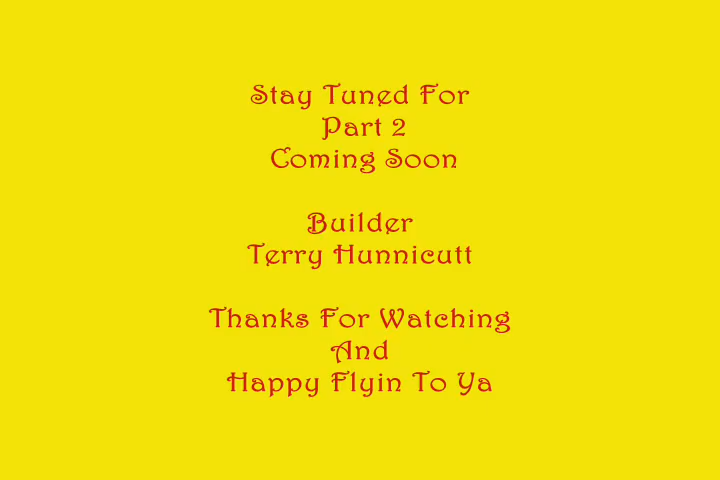 Stay Tuned For
Part 2
Coming Soon
Builder
Terry Hunnicutt
Thanks For Watching
And
Happy Flyin To Ya